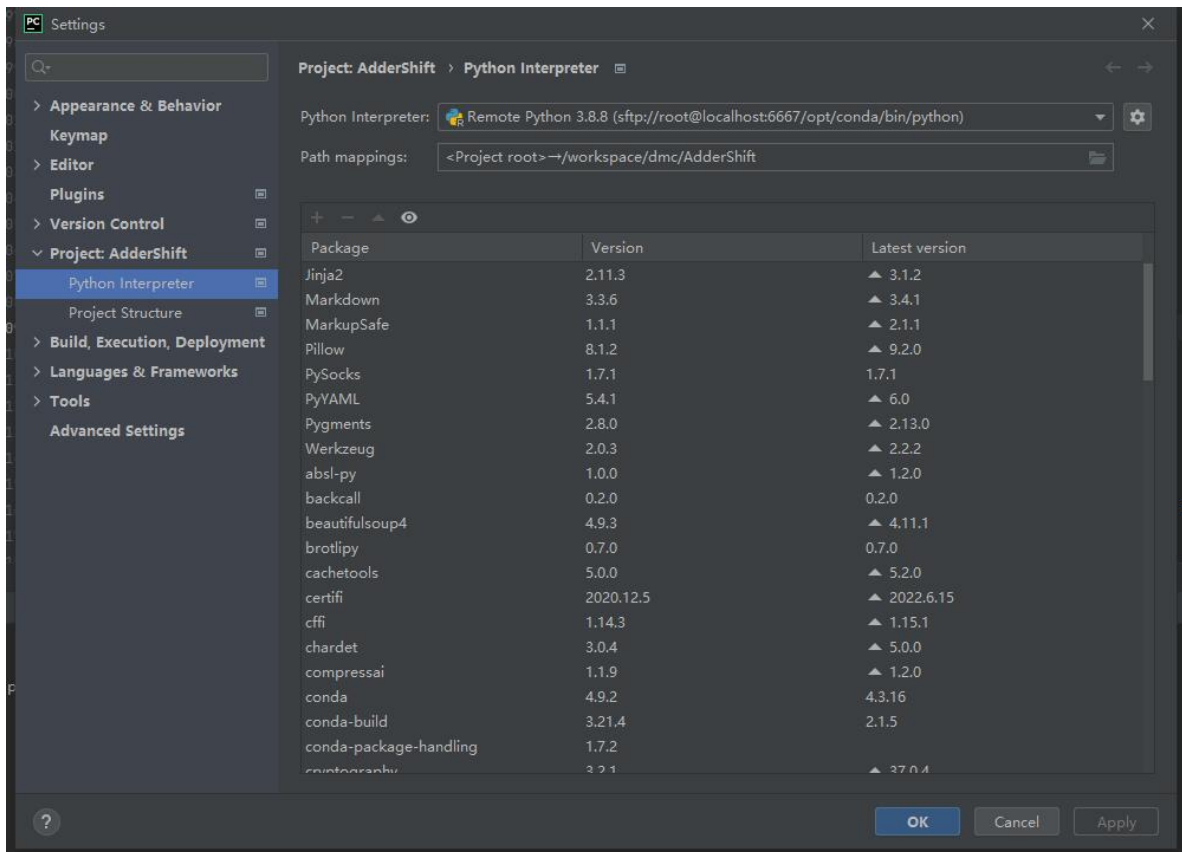 PC Settings
Project: AdderShift › Python Interpreter
Appearance & Behavior
Keymap
Editor
Plugins
Version Control
Project: AdderShift
Python Interpreter
Project Structure
Build, Execution, Deployment
Languages & Frameworks
Tools
Advanced Settings
Python Interpreter: Remote Python 3.8.8 (sftp://root@localhost:6667/opt/conda/bin/python)
Path mappings: <Project root>→/workspace/dmc/AdderShift
Package Version Latest version
Jinja2 2.11.3 ▲ 3.1.2
Markdown 3.3.6 ▲ 3.4.1
MarkupSafe 1.1.1 ▲ 2.1.1
Pillow 8.1.2 ▲ 9.2.0
PySocks 1.7.1 1.7.1
PyYAML 5.4.1 ▲ 6.0
Pygments 2.8.0 ▲ 2.13.0
Werkzeug 2.0.3 ▲ 2.2.2
absl-py 1.0.0 ▲ 1.2.0
backcall 0.2.0 0.2.0
beautifulsoup4 4.9.3 ▲ 4.11.1
brotlipy 0.7.0 0.7.0
cachetools 5.0.0 ▲ 5.2.0
certifi 2020.12.5 ▲ 2022.6.15
cffi 1.14.3 ▲ 1.15.1
chardet 3.0.4 ▲ 5.0.0
compressai 1.1.9 ▲ 1.2.0
conda 4.9.2 4.3.16
conda-build 3.21.4 2.1.5
conda-package-handling 1.7.2
cryptography 3.2.1 ▲ 37.0.4
? OK Cancel Apply